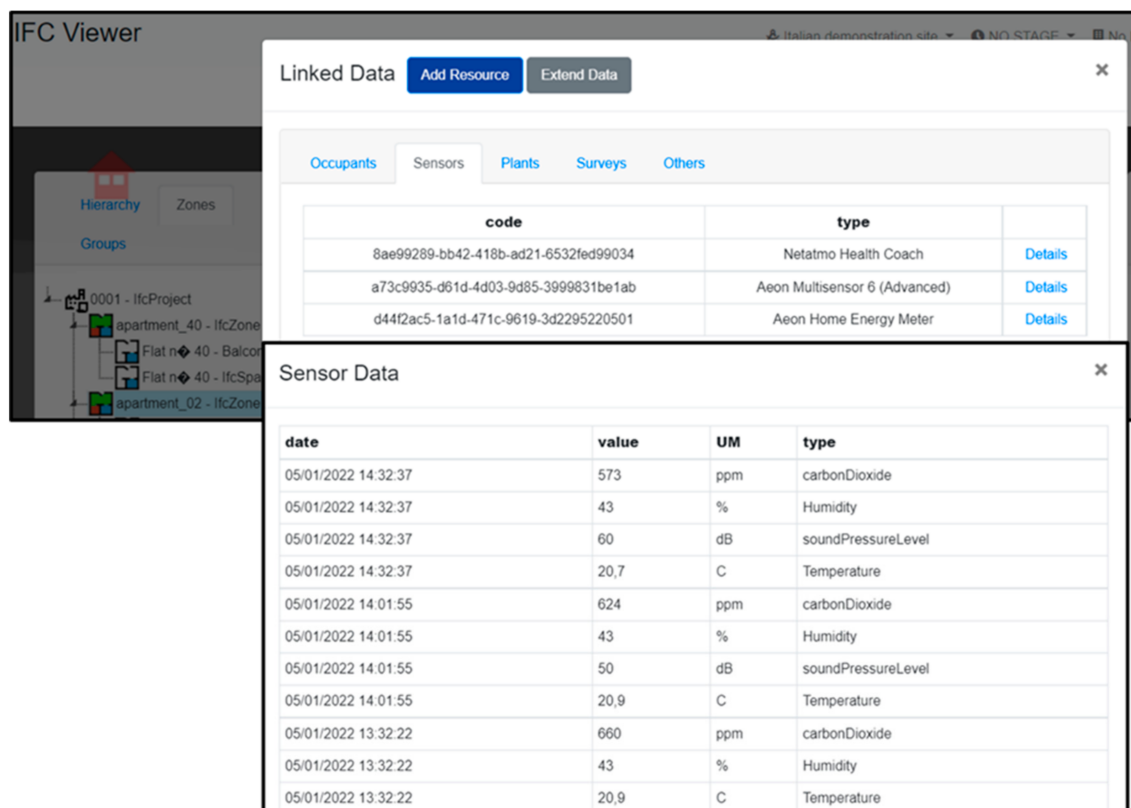 IFC Viewer
Italian demonstration site
NO STAGE
No
Linked Data Add Resource Extend Data ×
Occupants Sensors Plants Surveys Others
Hierarchy Zones
Groups
code type
8ae99289-bb42-418b-ad21-6532fed99034 Netatmo Health Coach Details
a73c9935-d61d-4d03-9d85-3999831be1ab Aeon Multisensor 6 (Advanced) Details
d44f2ac5-1a1d-471c-9619-3d2295220501 Aeon Home Energy Meter Details
0001 - IfcProject
apartment_40 - IfcZone
Flat n� 40 - Balcon
Flat n� 40 - IfcSpa
apartment_02 - IfcZone
Sensor Data ×
date value UM type
05/01/2022 14:32:37 573 ppm carbonDioxide
05/01/2022 14:32:37 43 % Humidity
05/01/2022 14:32:37 60 dB soundPressureLevel
05/01/2022 14:32:37 20,7 C Temperature
05/01/2022 14:01:55 624 ppm carbonDioxide
05/01/2022 14:01:55 43 % Humidity
05/01/2022 14:01:55 50 dB soundPressureLevel
05/01/2022 14:01:55 20,9 C Temperature
05/01/2022 13:32:22 660 ppm carbonDioxide
05/01/2022 13:32:22 43 % Humidity
05/01/2022 13:32:22 20,9 C Temperature